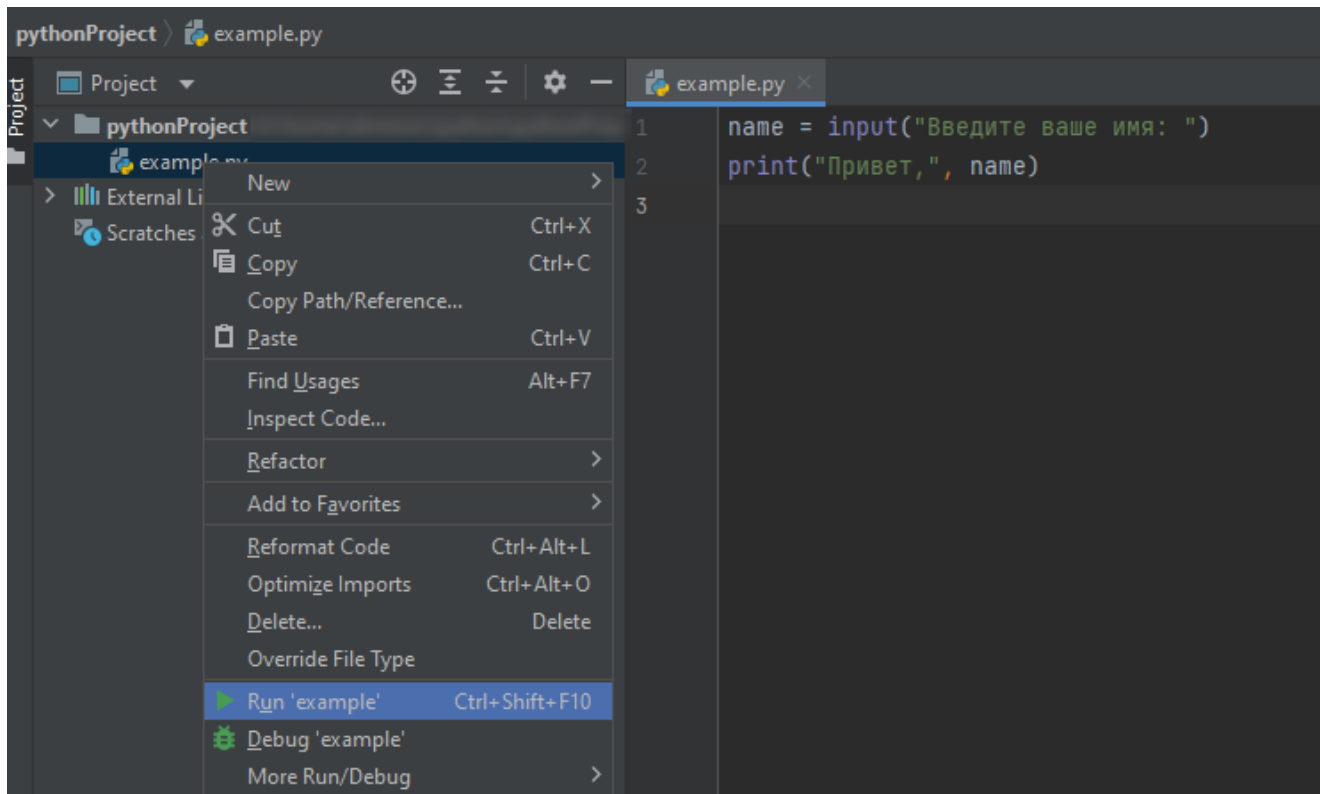 pythonProject example.py
Project
Project
example.py
pythonProject
example.py
External Li
Scratches
1 name = input("Введите ваше имя: ")
2 print("Привет,", name)
3
New
Cut Ctrl+X
Copy Ctrl+C
Copy Path/Reference...
Paste Ctrl+V
Find Usages Alt+F7
Inspect Code...
Refactor
Add to Favorites
Reformat Code Ctrl+Alt+L
Optimize Imports Ctrl+Alt+O
Delete... Delete
Override File Type
Run 'example' Ctrl+Shift+F10
Debug 'example'
More Run/Debug